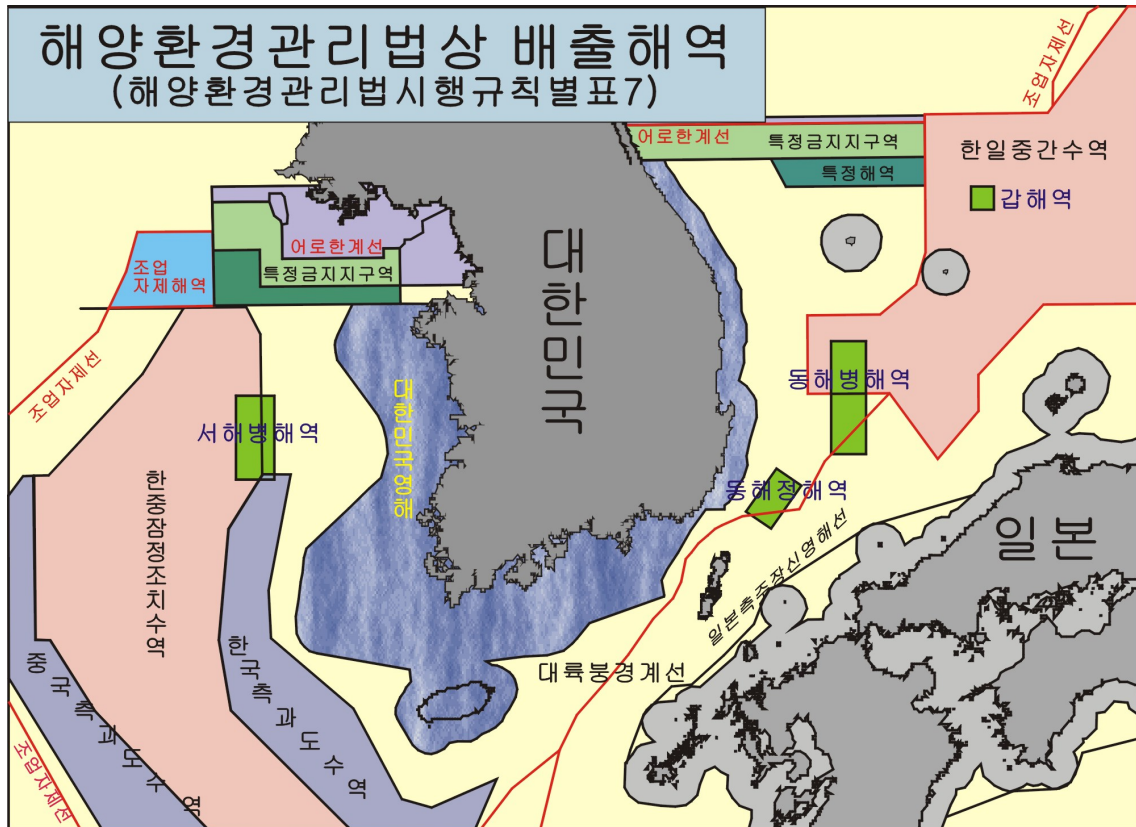 해양환경관리법상 배출해역
(해양환경관리법시행규칙별표7)
조업자제선
어로한계선
특정금지지구역
특정해역
한일중간수역
갑해역
어로한계선
특정금지지구역
조업
자제해역
조업자제선
대한민국
대한민국영해
서해병해역
동해병해역
동해정해역
한중잠정조치수역
일본측주장신영해선
일본
대륙붕경계선
한국측과도수역
중국측과도수역
조업자제선